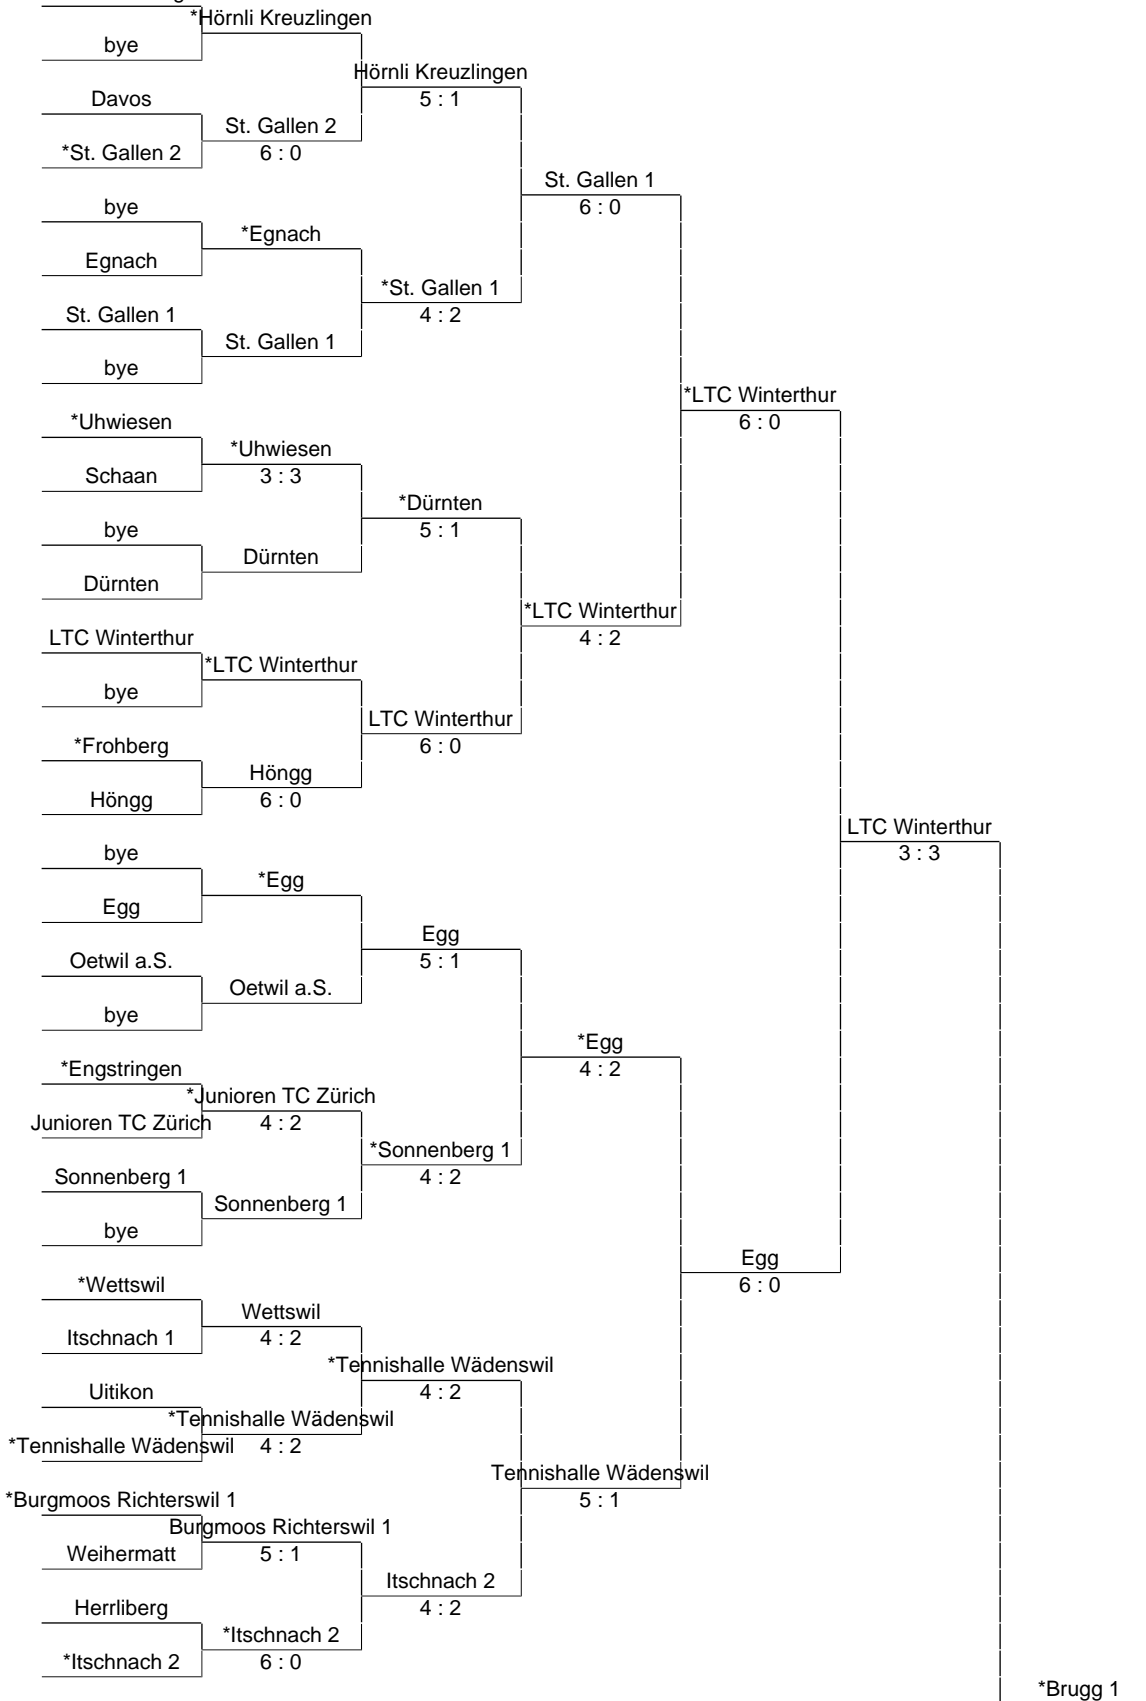 *Hörnli Kreuzlingen
bye
Hörnli Kreuzlingen
5 : 1
Davos
St. Gallen 2
6 : 0
*St. Gallen 2
St. Gallen 1
6 : 0
bye
*Egnach
Egnach
*St. Gallen 1
4 : 2
St. Gallen 1
St. Gallen 1
bye
*LTC Winterthur
6 : 0
*Uhwiesen
*Uhwiesen
3 : 3
Schaan
*Dürnten
5 : 1
bye
Dürnten
Dürnten
*LTC Winterthur
4 : 2
LTC Winterthur
*LTC Winterthur
bye
LTC Winterthur
6 : 0
*Frohberg
Höngg
6 : 0
Höngg
LTC Winterthur
3 : 3
bye
*Egg
Egg
Egg
5 : 1
Oetwil a.S.
Oetwil a.S.
bye
*Egg
4 : 2
*Engstringen
*Junioren TC Zürich
4 : 2
Junioren TC Zürich
*Sonnenberg 1
4 : 2
Sonnenberg 1
Sonnenberg 1
bye
Egg
6 : 0
*Wettswil
Wettswil
4 : 2
Itschnach 1
*Tennishalle Wädenswil
4 : 2
Uitikon
*Tennishalle Wädenswil
4 : 2
*Tennishalle Wädenswil
Tennishalle Wädenswil
5 : 1
*Burgmoos Richterswil 1
Burgmoos Richterswil 1
5 : 1
Weihermatt
Itschnach 2
4 : 2
Herrliberg
*Itschnach 2
6 : 0
*Itschnach 2
*Brugg 1